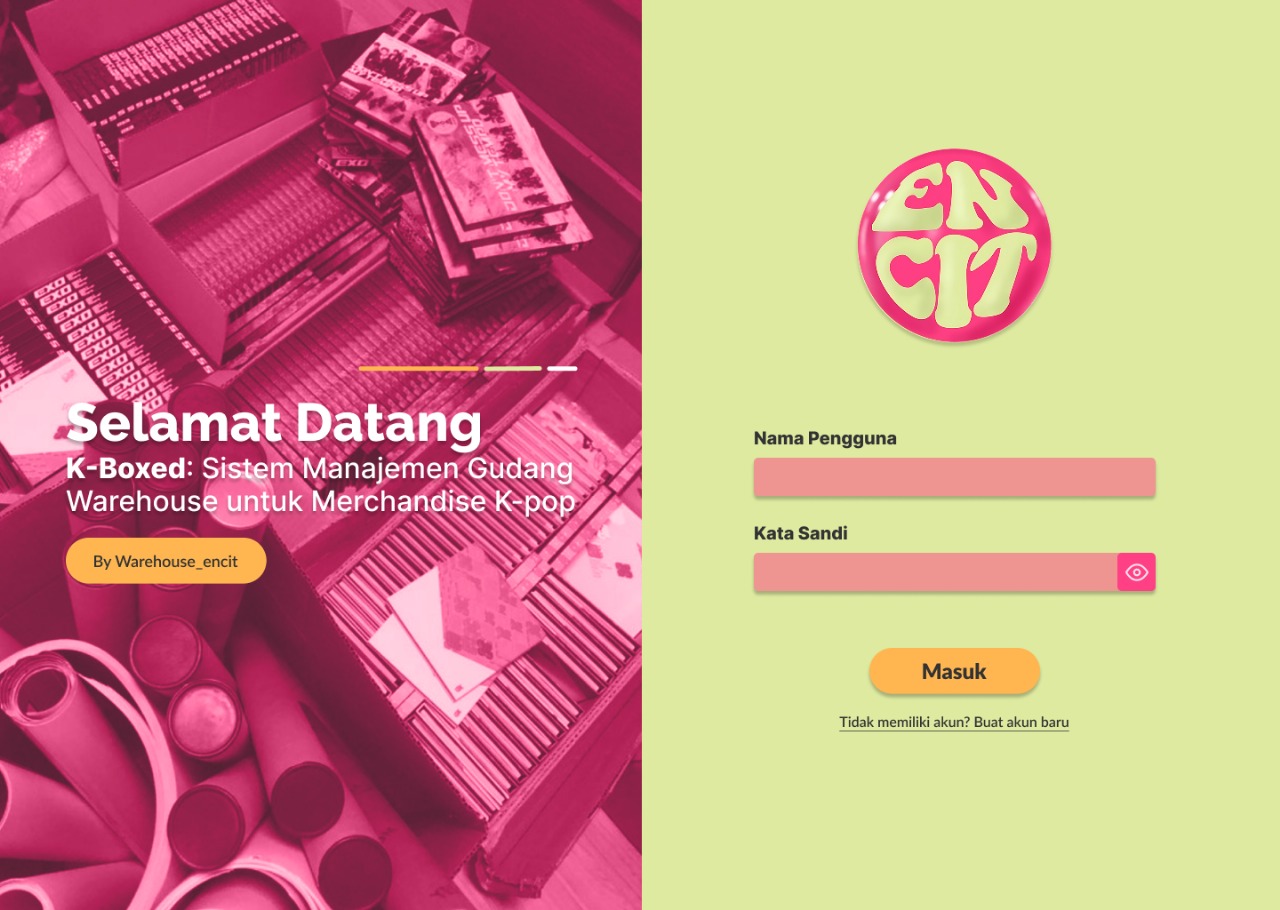 EXO
Selamat Datang
K-Boxed: Sistem Manajemen Gudang
Warehouse untuk Merchandise K-pop
By Warehouse_encit
EN
CIT
Nama Pengguna
Kata Sandi
Masuk
Tidak memiliki akun? Buat akun baru